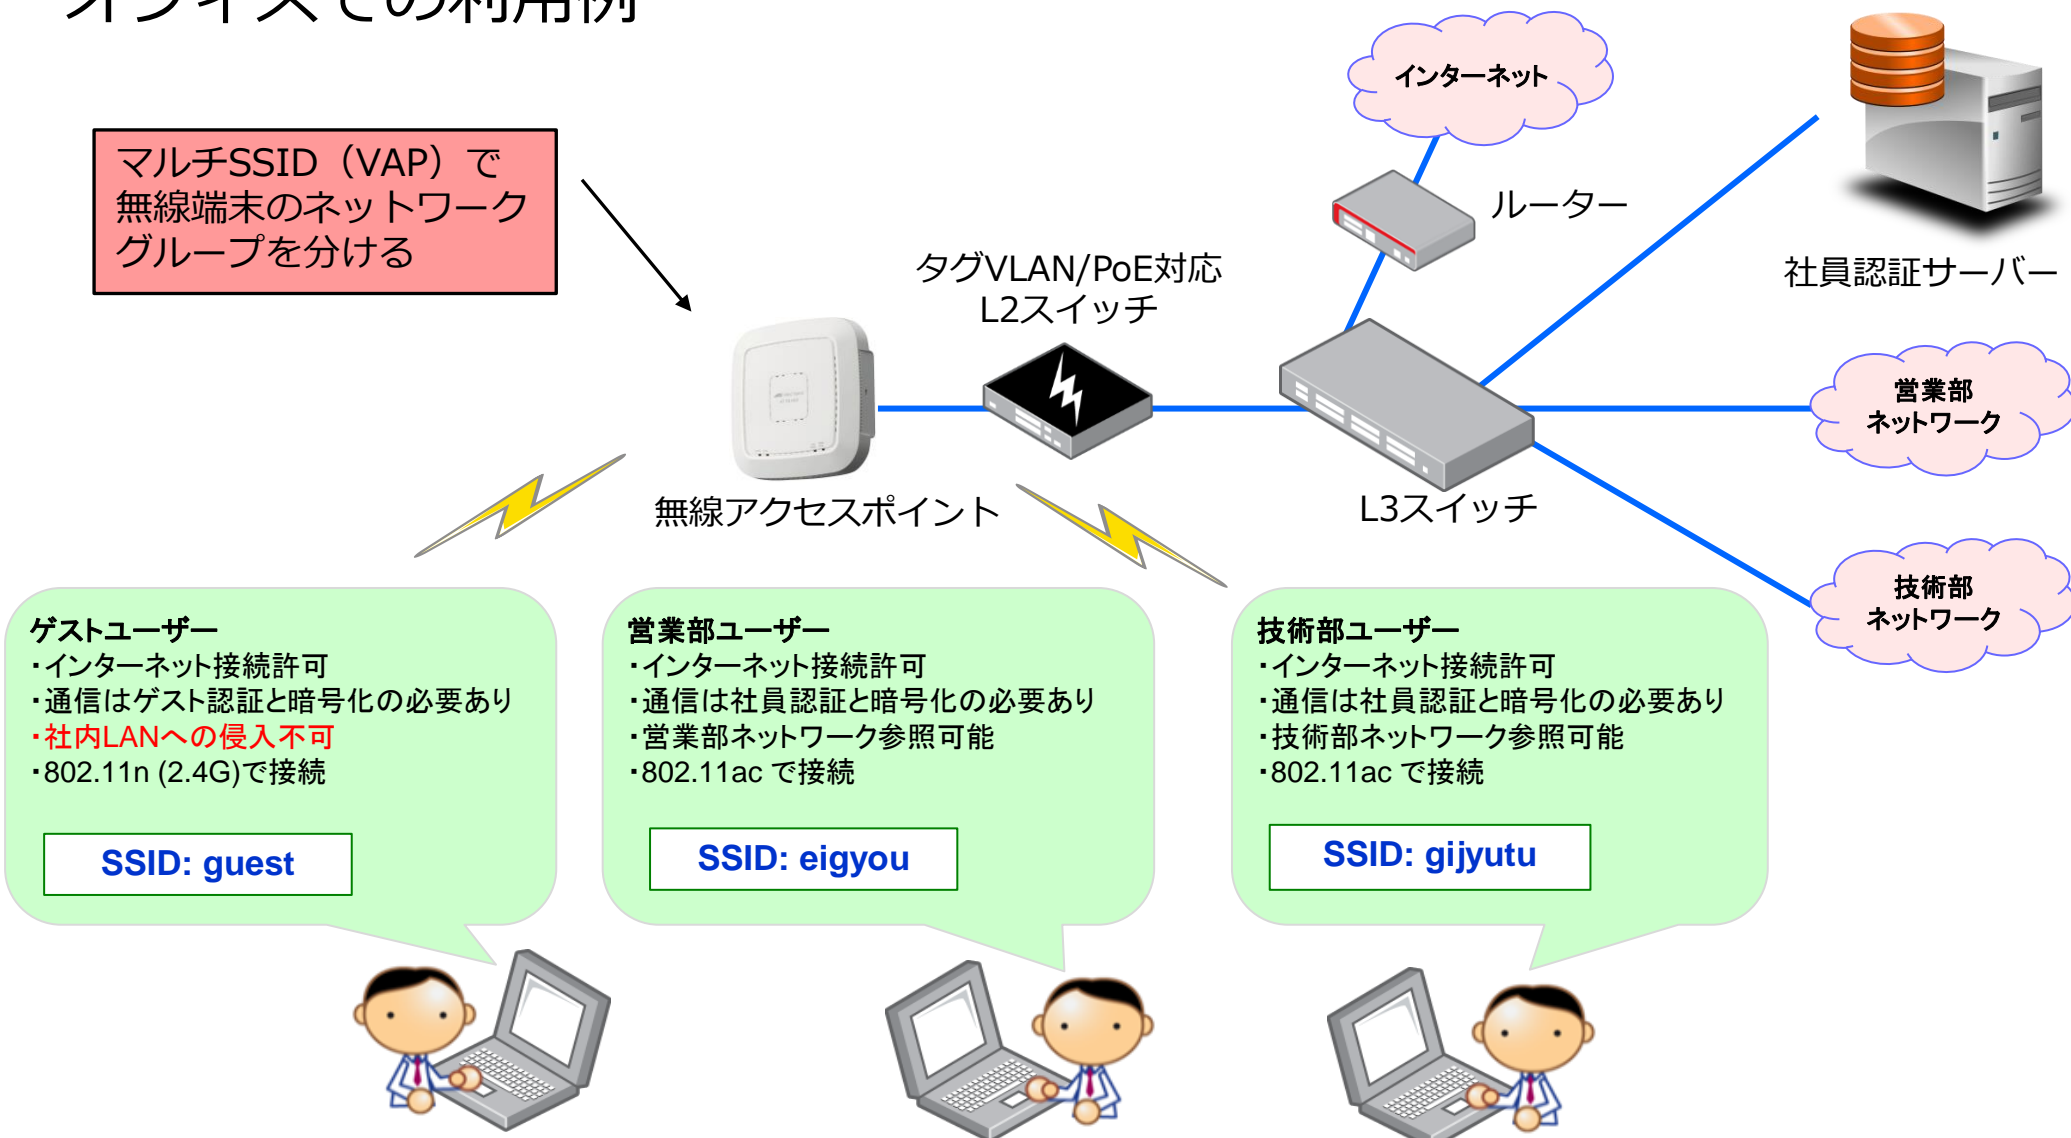 オフィスでの利用例
インターネット
マルチSSID（VAP）で
無線端末のネットワーク
グループを分ける
ルーター
タグVLAN/PoE対応
L2スイッチ
社員認証サーバー
営業部
ネットワーク
無線アクセスポイント
L3スイッチ
技術部
ネットワーク
ゲストユーザー
・インターネット接続許可
・通信はゲスト認証と暗号化の必要あり
・社内LANへの侵入不可
・802.11n (2.4G)で接続
SSID: guest
営業部ユーザー
・インターネット接続許可
・通信は社員認証と暗号化の必要あり
・営業部ネットワーク参照可能
・802.11ac で接続
SSID: eigyou
技術部ユーザー
・インターネット接続許可
・通信は社員認証と暗号化の必要あり
・技術部ネットワーク参照可能
・802.11ac で接続
SSID: gijyutu